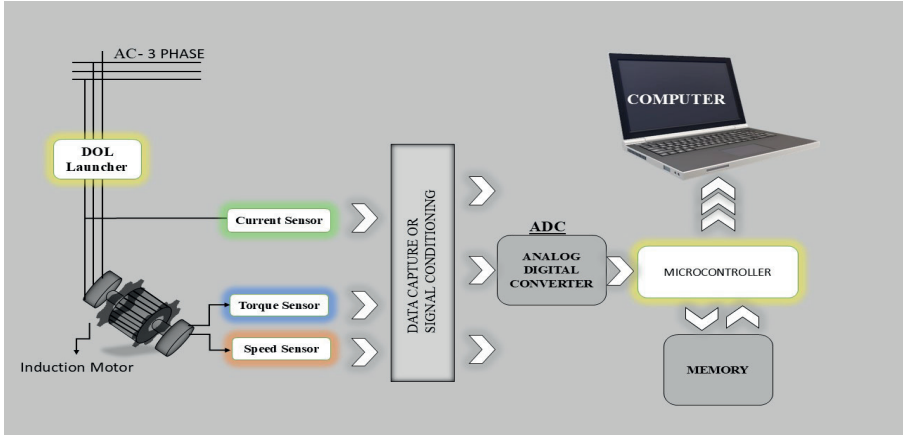 AC- 3 PHASE
DOL
Launcher
Current Sensor
Torque Sensor
Speed Sensor
Induction Motor
DATA CAPTURE OR
SIGNAL CONDITIONING
ADC
ANALOG
DIGITAL
CONVERTER
COMPUTER
MICROCONTROLLER
MEMORY